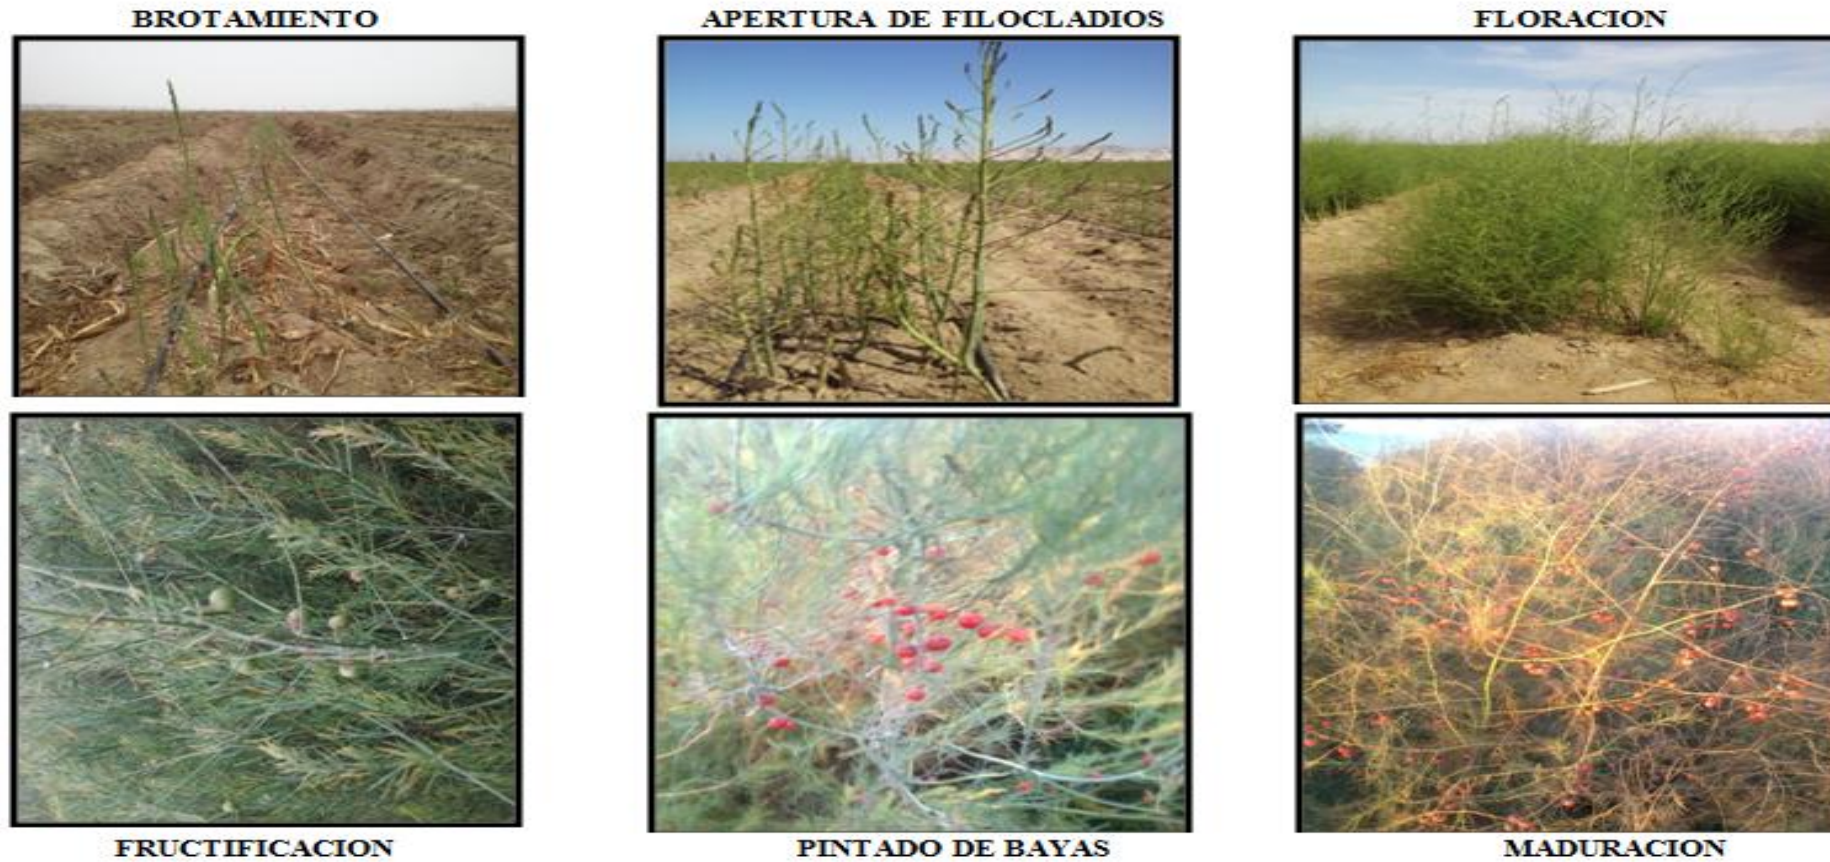 BROTAMIENTO
APERTURA DE FILOCLADIOS
FLORACION
FRUCTIFICACION
PINTADO DE BAYAS
MADURACION